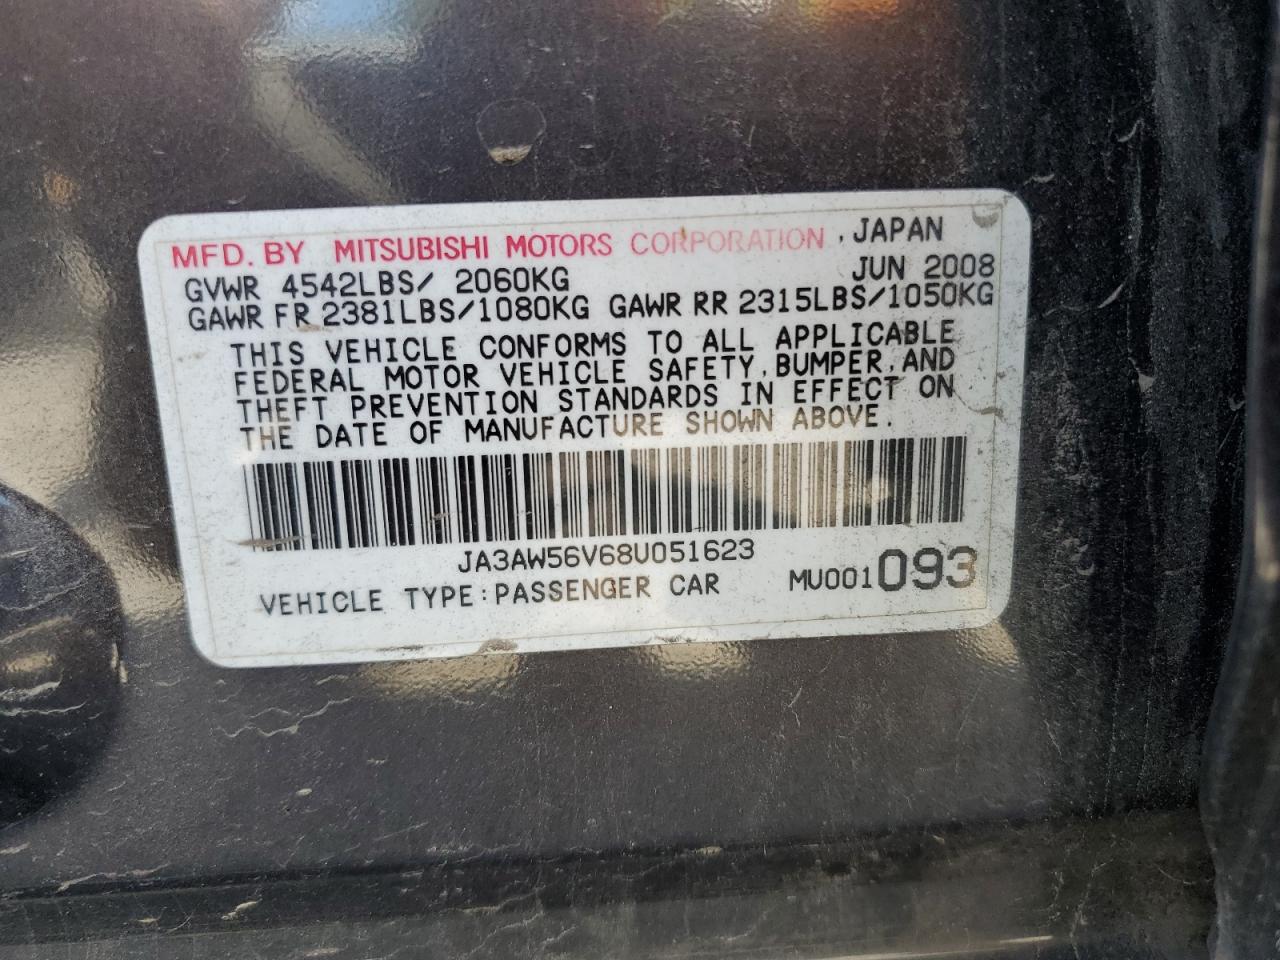 MFD. BY MITSUBISHI MOTORS CORPORATION, JAPAN
GVWR 4542LBS/ 2060KG JUN 2008
GAWR FR 2381LBS/1080KG GAWR RR 2315LBS/1050KG
THIS VEHICLE CONFORMS TO ALL APPLICABLE
FEDERAL MOTOR VEHICLE SAFETY, BUMPER, AND
THEFT PREVENTION STANDARDS IN EFFECT ON
THE DATE OF MANUFACTURE SHOWN ABOVE.
JA3AW56V68U051623
VEHICLE TYPE:PASSENGER CAR MU001093